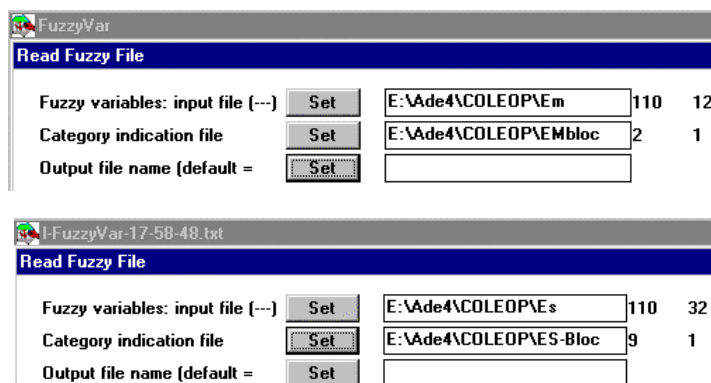 FuzzyVar
Read Fuzzy File
Fuzzy variables: input file (---) Set E:\Ade4\COLEOP\Em 110 12
Category indication file Set E:\Ade4\COLEOP\EMbloc 2 1
Output file name (default = Set
I-FuzzyVar-17-58-48.txt
Read Fuzzy File
Fuzzy variables: input file (---) Set E:\Ade4\COLEOP\Es 110 32
Category indication file Set E:\Ade4\COLEOP\ES-Bloc 9 1
Output file name (default = Set